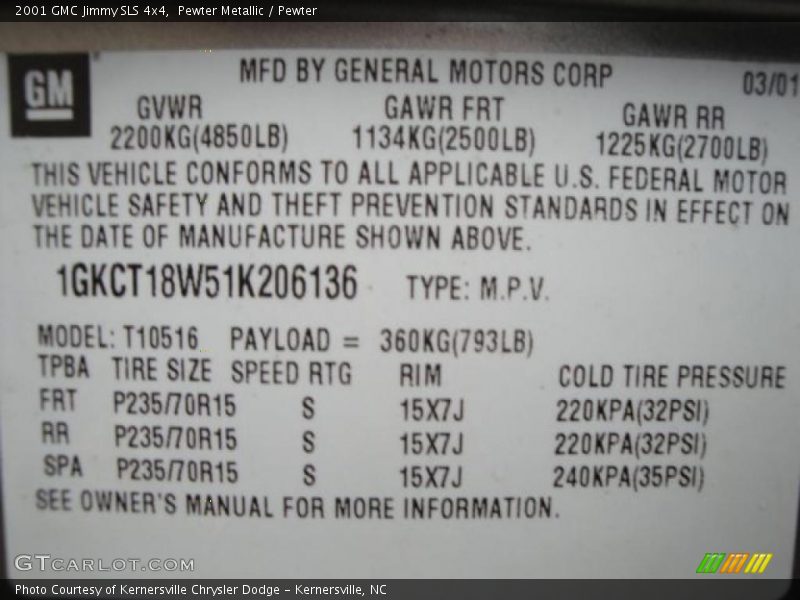 2001 GMC Jimmy SLS 4x4,  Pewter Metallic / Pewter
GM
MFD BY GENERAL MOTORS CORP
03/01
GVWR GAWR FRT GAWR RR
2200KG(4850LB) 1134KG(2500LB) 1225KG(2700LB)
THIS VEHICLE CONFORMS TO ALL APPLICABLE U.S. FEDERAL MOTOR
VEHICLE SAFETY AND THEFT PREVENTION STANDARDS IN EFFECT ON
THE DATE OF MANUFACTURE SHOWN ABOVE.
1GKCT18W51K206136 TYPE: M.P.V.
MODEL: T10516 PAYLOAD = 360KG(793LB)
TPBA TIRE SIZE SPEED RTG RIM COLD TIRE PRESSURE
FRT P235/70R15 S 15X7J 220KPA(32PSI)
RR P235/70R15 S 15X7J 220KPA(32PSI)
SPA P235/70R15 S 15X7J 240KPA(35PSI)
SEE OWNER'S MANUAL FOR MORE INFORMATION.
GTCARLOT.COM
Photo Courtesy of Kernersville Chrysler Dodge - Kernersville, NC